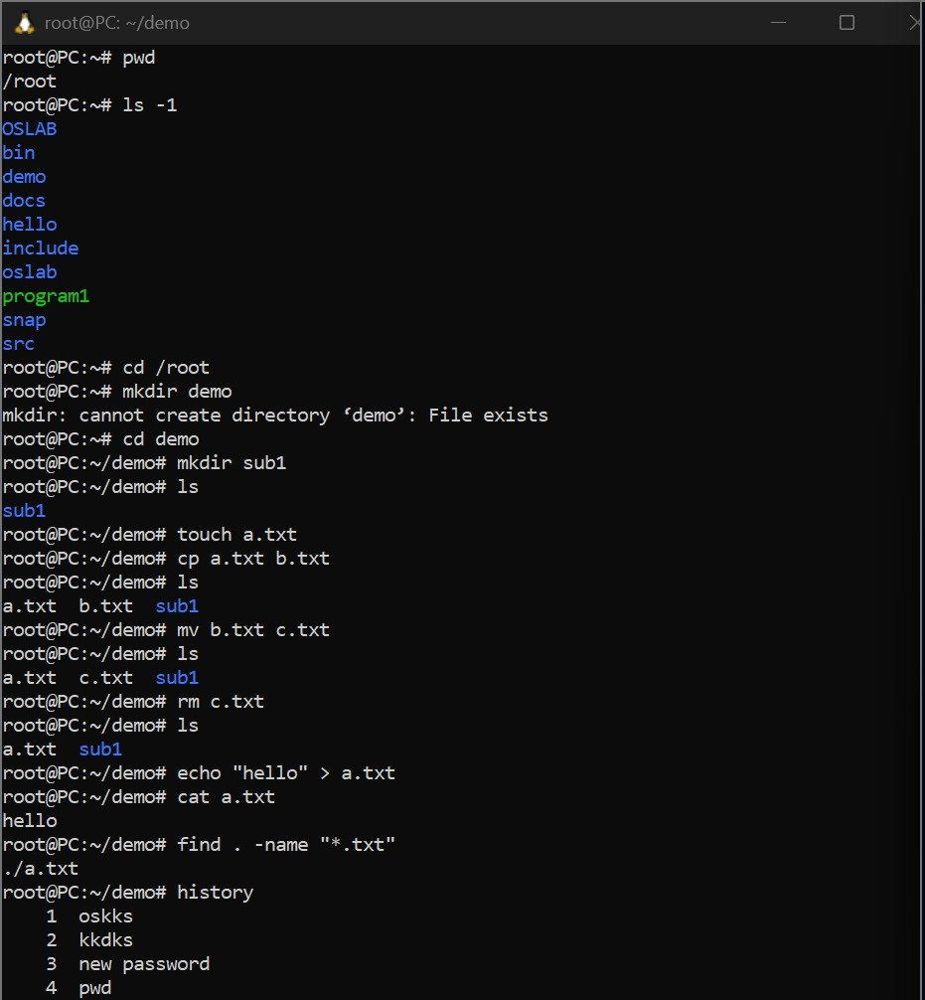 root@PC: ~/demo
root@PC:~# pwd
/root
root@PC:~# ls -1
OSLAB
bin
demo
docs
hello
include
oslab
program1
snap
src
root@PC:~# cd /root
root@PC:~# mkdir demo
mkdir: cannot create directory ‘demo’: File exists
root@PC:~# cd demo
root@PC:~/demo# mkdir sub1
root@PC:~/demo# ls
sub1
root@PC:~/demo# touch a.txt
root@PC:~/demo# cp a.txt b.txt
root@PC:~/demo# ls
a.txt  b.txt  sub1
root@PC:~/demo# mv b.txt c.txt
root@PC:~/demo# ls
a.txt  c.txt  sub1
root@PC:~/demo# rm c.txt
root@PC:~/demo# ls
a.txt  sub1
root@PC:~/demo# echo "hello" > a.txt
root@PC:~/demo# cat a.txt
hello
root@PC:~/demo# find . -name "*.txt"
./a.txt
root@PC:~/demo# history
    1  oskks
    2  kkdks
    3  new password
    4  pwd